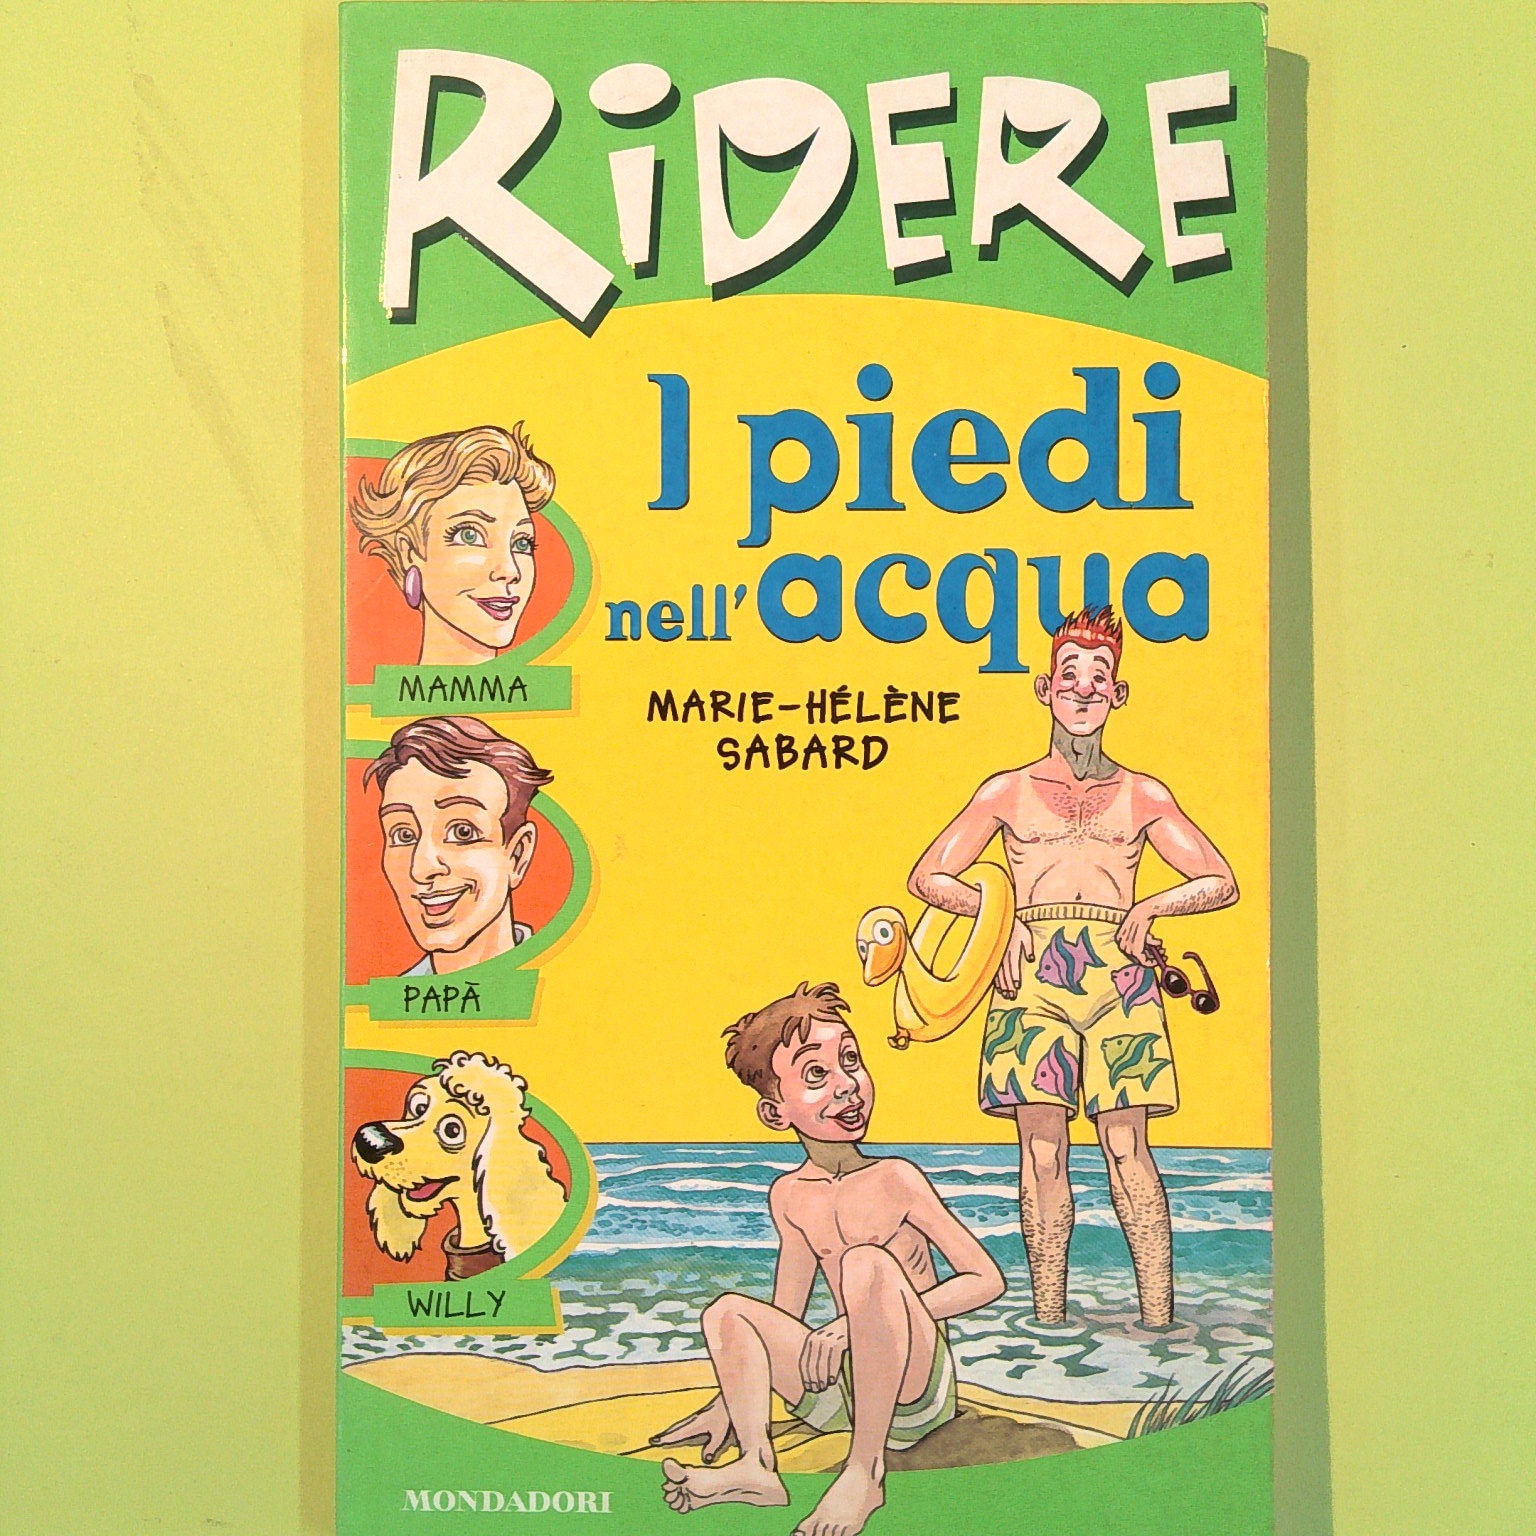 RiDERE
I piedi
nell'acqua
MARIE-HÉLÈNE
SABARD
MAMMA
PAPÀ
WILLY
MONDADORI